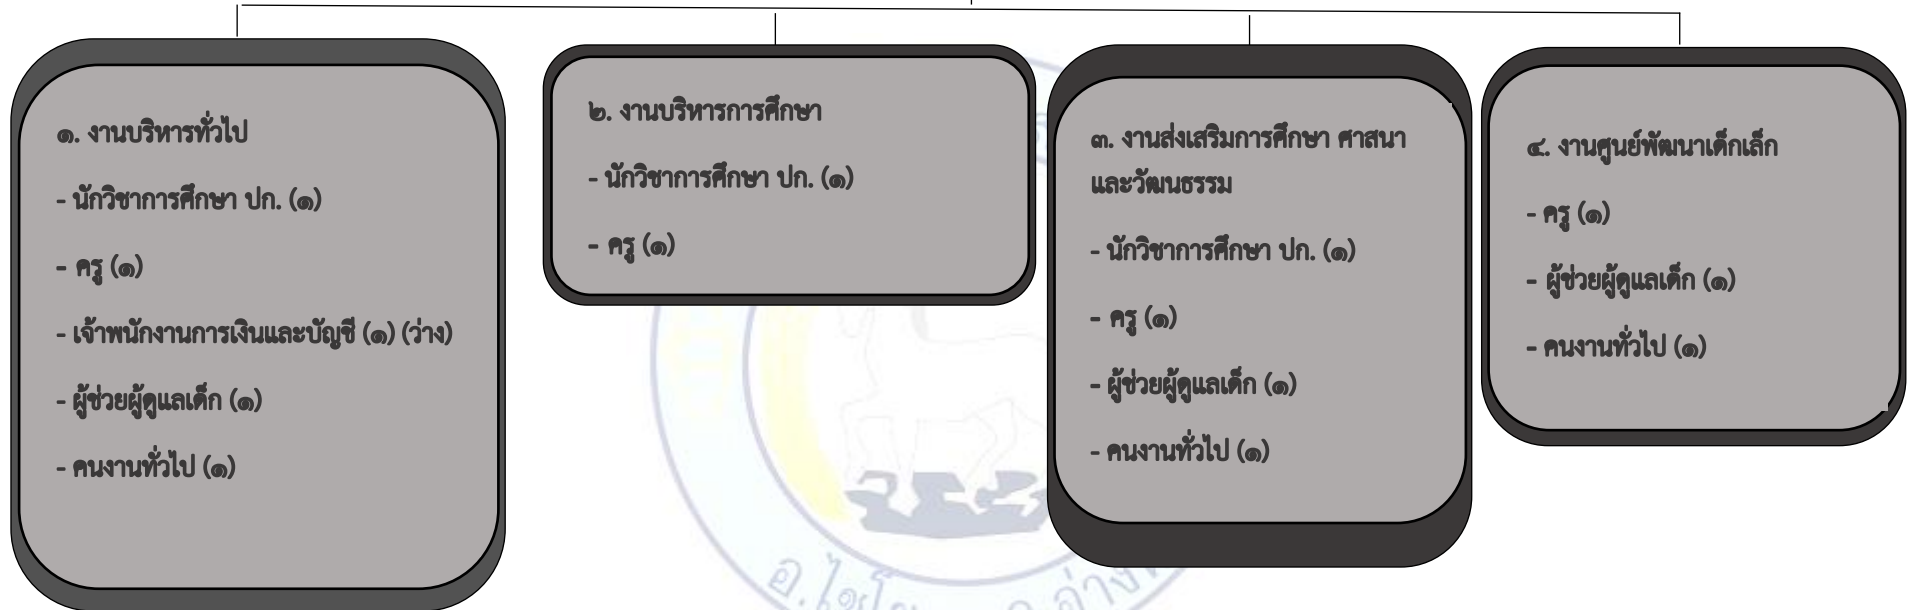 ๑. งานบริหารทั่วไป
- นักวิชาการศึกษา ปก. (๑)
- ครู (๑)
- เจ้าพนักงานการเงินและบัญชี (๑) (ว่าง)
- ผู้ช่วยผู้ดูแลเด็ก (๑)
- คนงานทั่วไป (๑)
๒. งานบริหารการศึกษา
- นักวิชาการศึกษา ปก. (๑)
- ครู (๑)
๓. งานส่งเสริมการศึกษา ศาสนา
และวัฒนธรรม
- นักวิชาการศึกษา ปก. (๑)
- ครู (๑)
- ผู้ช่วยผู้ดูแลเด็ก (๑)
- คนงานทั่วไป (๑)
๔. งานศูนย์พัฒนาเด็กเล็ก
- ครู (๑)
- ผู้ช่วยผู้ดูแลเด็ก (๑)
- คนงานทั่วไป (๑)